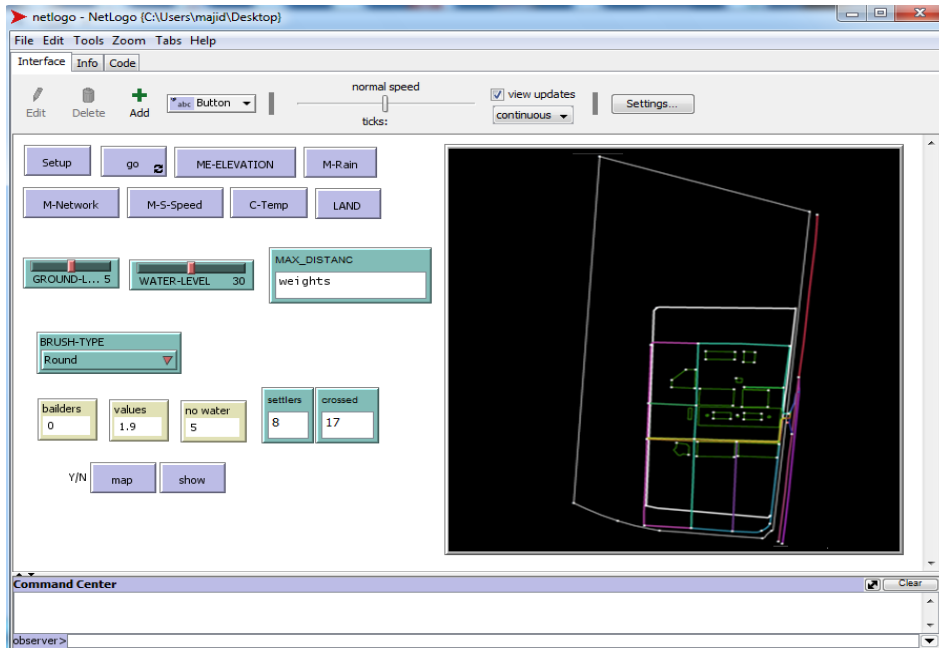 netlogo - NetLogo {C:\Users\majid\Desktop}
File Edit Tools Zoom Tabs Help
Interface Info Code
Edit Delete Add abc Button normal speed ticks: view updates continuous Settings...
Setup go ME-ELEVATION M-Rain
M-Network M-S-Speed C-Temp LAND
GROUND-L... 5 WATER-LEVEL 30 MAX_DISTANC
weights
BRUSH-TYPE
Round
bailders values no water settlers crossed
0 1.9 5 8 17
Y/N map show
Command Center Clear
observer>